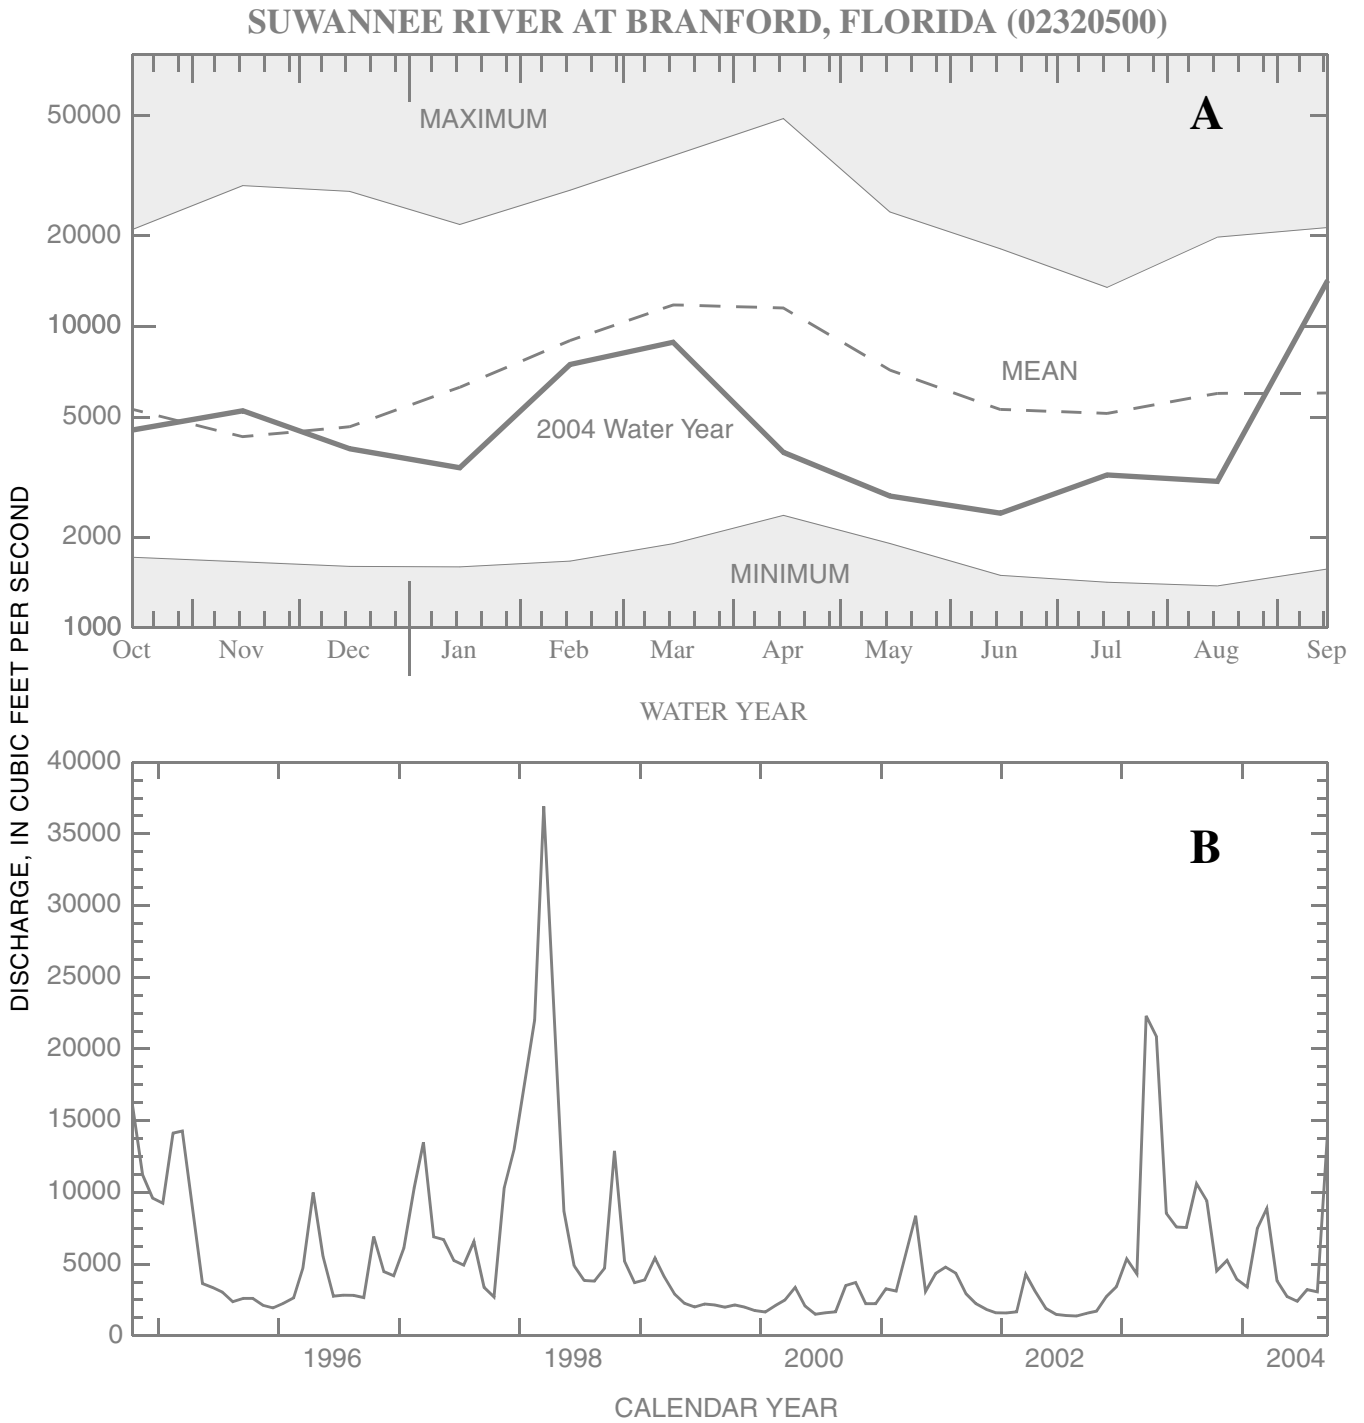 SUWANNEE RIVER AT BRANFORD, FLORIDA (02320500)
A
50000
MAXIMUM
20000
10000
MEAN
5000
2004 Water Year
2000
MINIMUM
1000
Oct Nov Dec Jan Feb Mar Apr May Jun Jul Aug Sep
WATER YEAR
DISCHARGE, IN CUBIC FEET PER SECOND
40000
35000
B
30000
25000
20000
15000
10000
5000
0
1996 1998 2000 2002 2004
CALENDAR YEAR